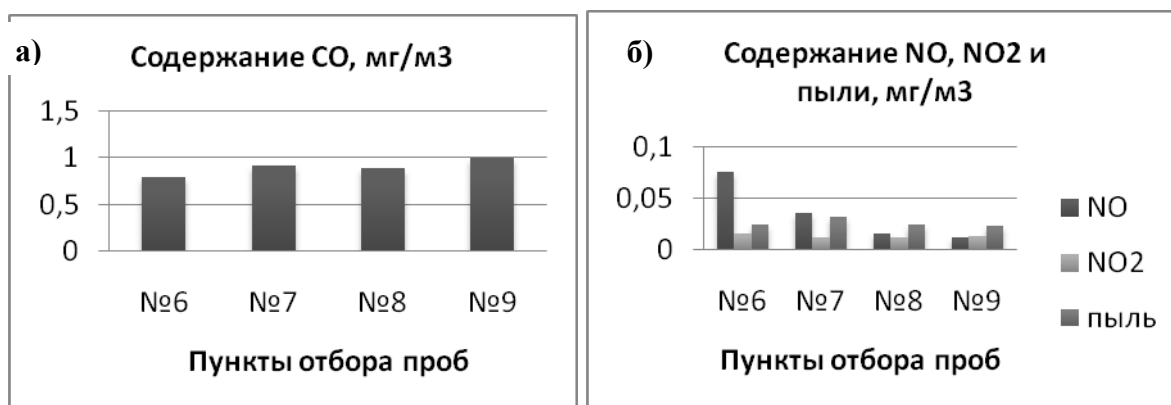 а)
Содержание СО, мг/м3
1,5
1
0,5
0
№6 №7 №8 №9
Пункты отбора проб
б)
Содержание NO, NO2 и
пыли, мг/м3
0,1
0,05
0
№6 №7 №8 №9
Пункты отбора проб
NO
NO2
пыль